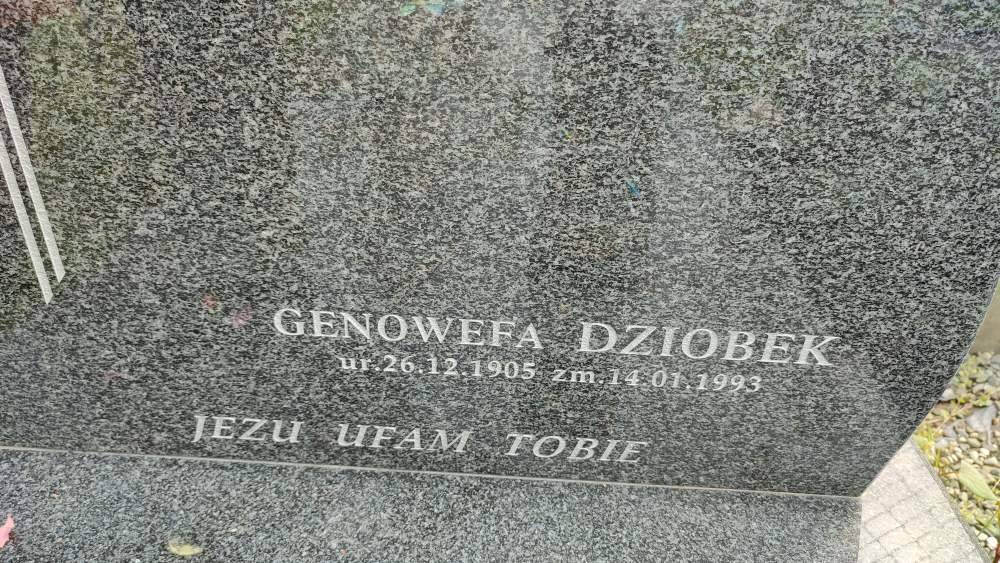 GENOWEFA DZIOBEK
ur.26.12.1905 zm.14.01.1993
JEZU UFAM TOBIE